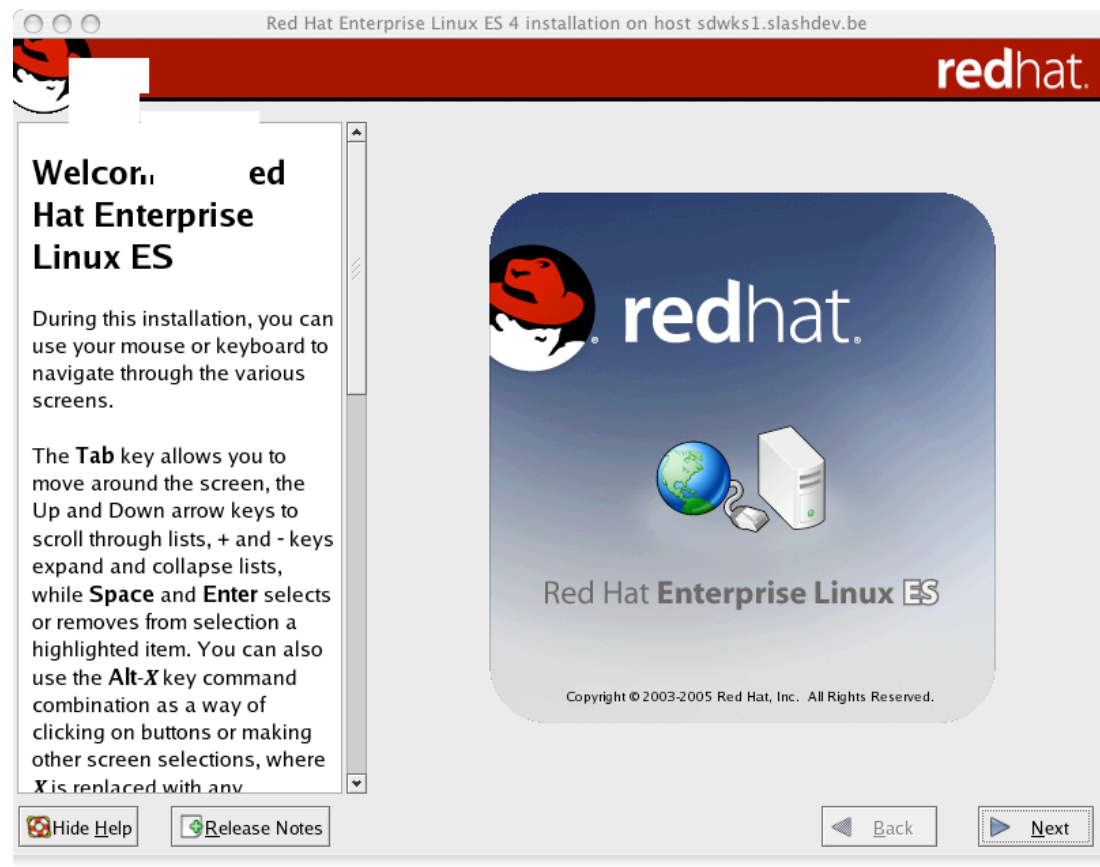 Red Hat Enterprise Linux ES 4 installation on host sdwks1.slashdev.be
redhat.
ed
Hat Enterprise
Linux ES
During this installation, you can
use your mouse or keyboard to
navigate through the various
screens.
The Tab key allows you to
move around the screen, the
Up and Down arrow keys to
scroll through lists, + and - keys
expand and collapse lists,
while Space and Enter selects
or removes from selection a
highlighted item. You can also
use the Alt-X key command
combination as a way of
clicking on buttons or making
other screen selections, where
X is replaced with any
redhat.
Red Hat Enterprise Linux ES
Copyright © 2003-2005 Red Hat, Inc. All Rights Reserved.
Hide Help
Release Notes
Back
Next